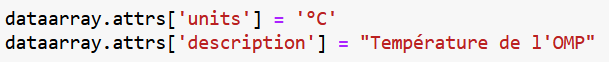 dataarray.attrs['units'] = '°C'
dataarray.attrs['description'] = "Température de l'OMP"